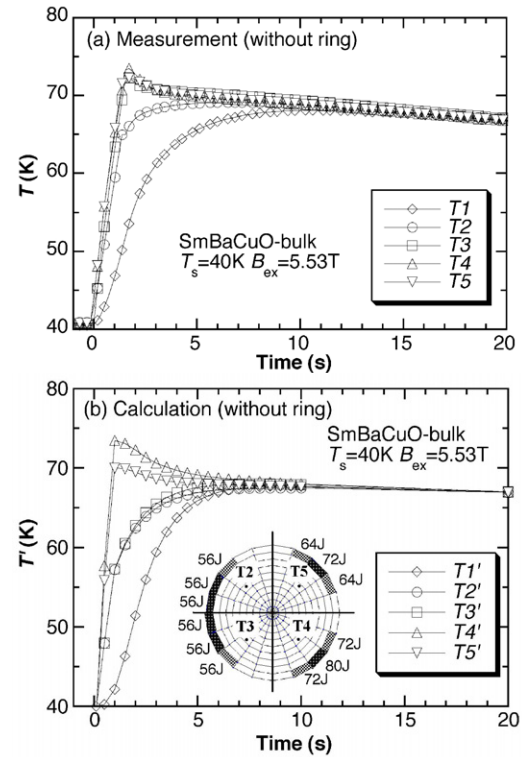 80
(a) Measurement (without ring)
70
T (K)
60
SmBaCuO-bulk
Ts=40K Bex=5.53T
T1
T2
T3
T4
T5
50
40
0 5 10 15 20
Time (s)
80
(b) Calculation (without ring)
SmBaCuO-bulk
Ts=40K Bex=5.53T
70
T' (K)
60
64J
56J T2 T5 72J
56J 64J
56J
56J T3 T4 72J
56J 80J
72J
T1'
T2'
T3'
T4'
T5'
50
40
0 5 10 15 20
Time (s)